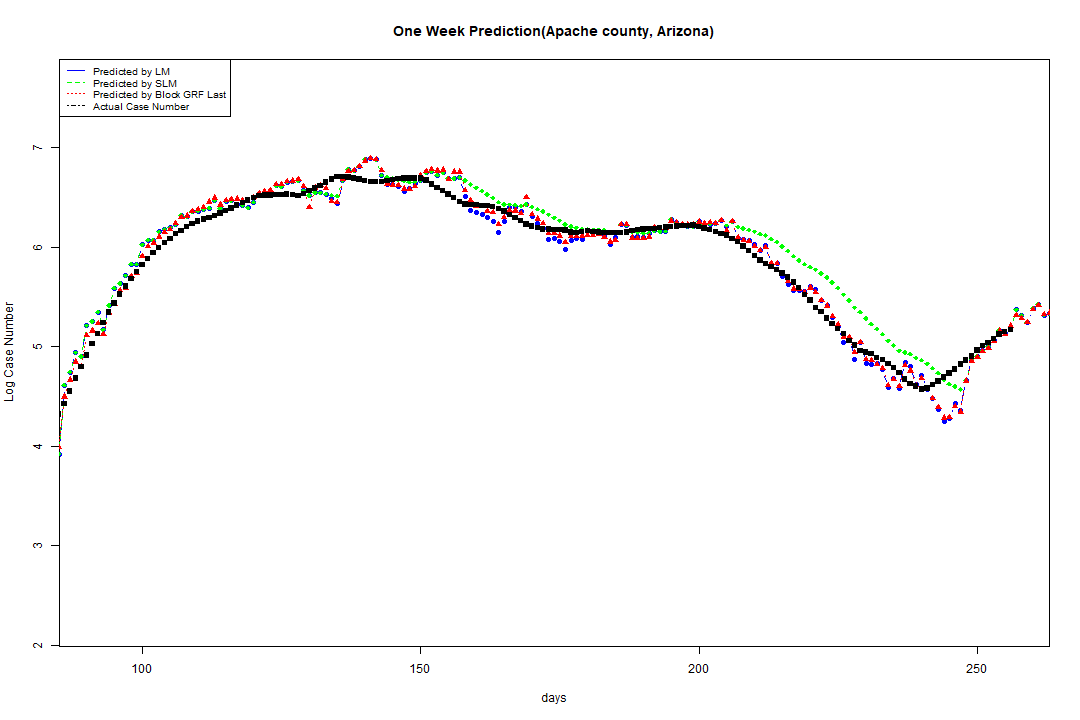 One Week Prediction(Apache county, Arizona)
Predicted by LM
Predicted by SLM
Predicted by Block GRF Last
Actual Case Number
7
6
5
4
3
2
Log Case Number
100 150 200 250
days